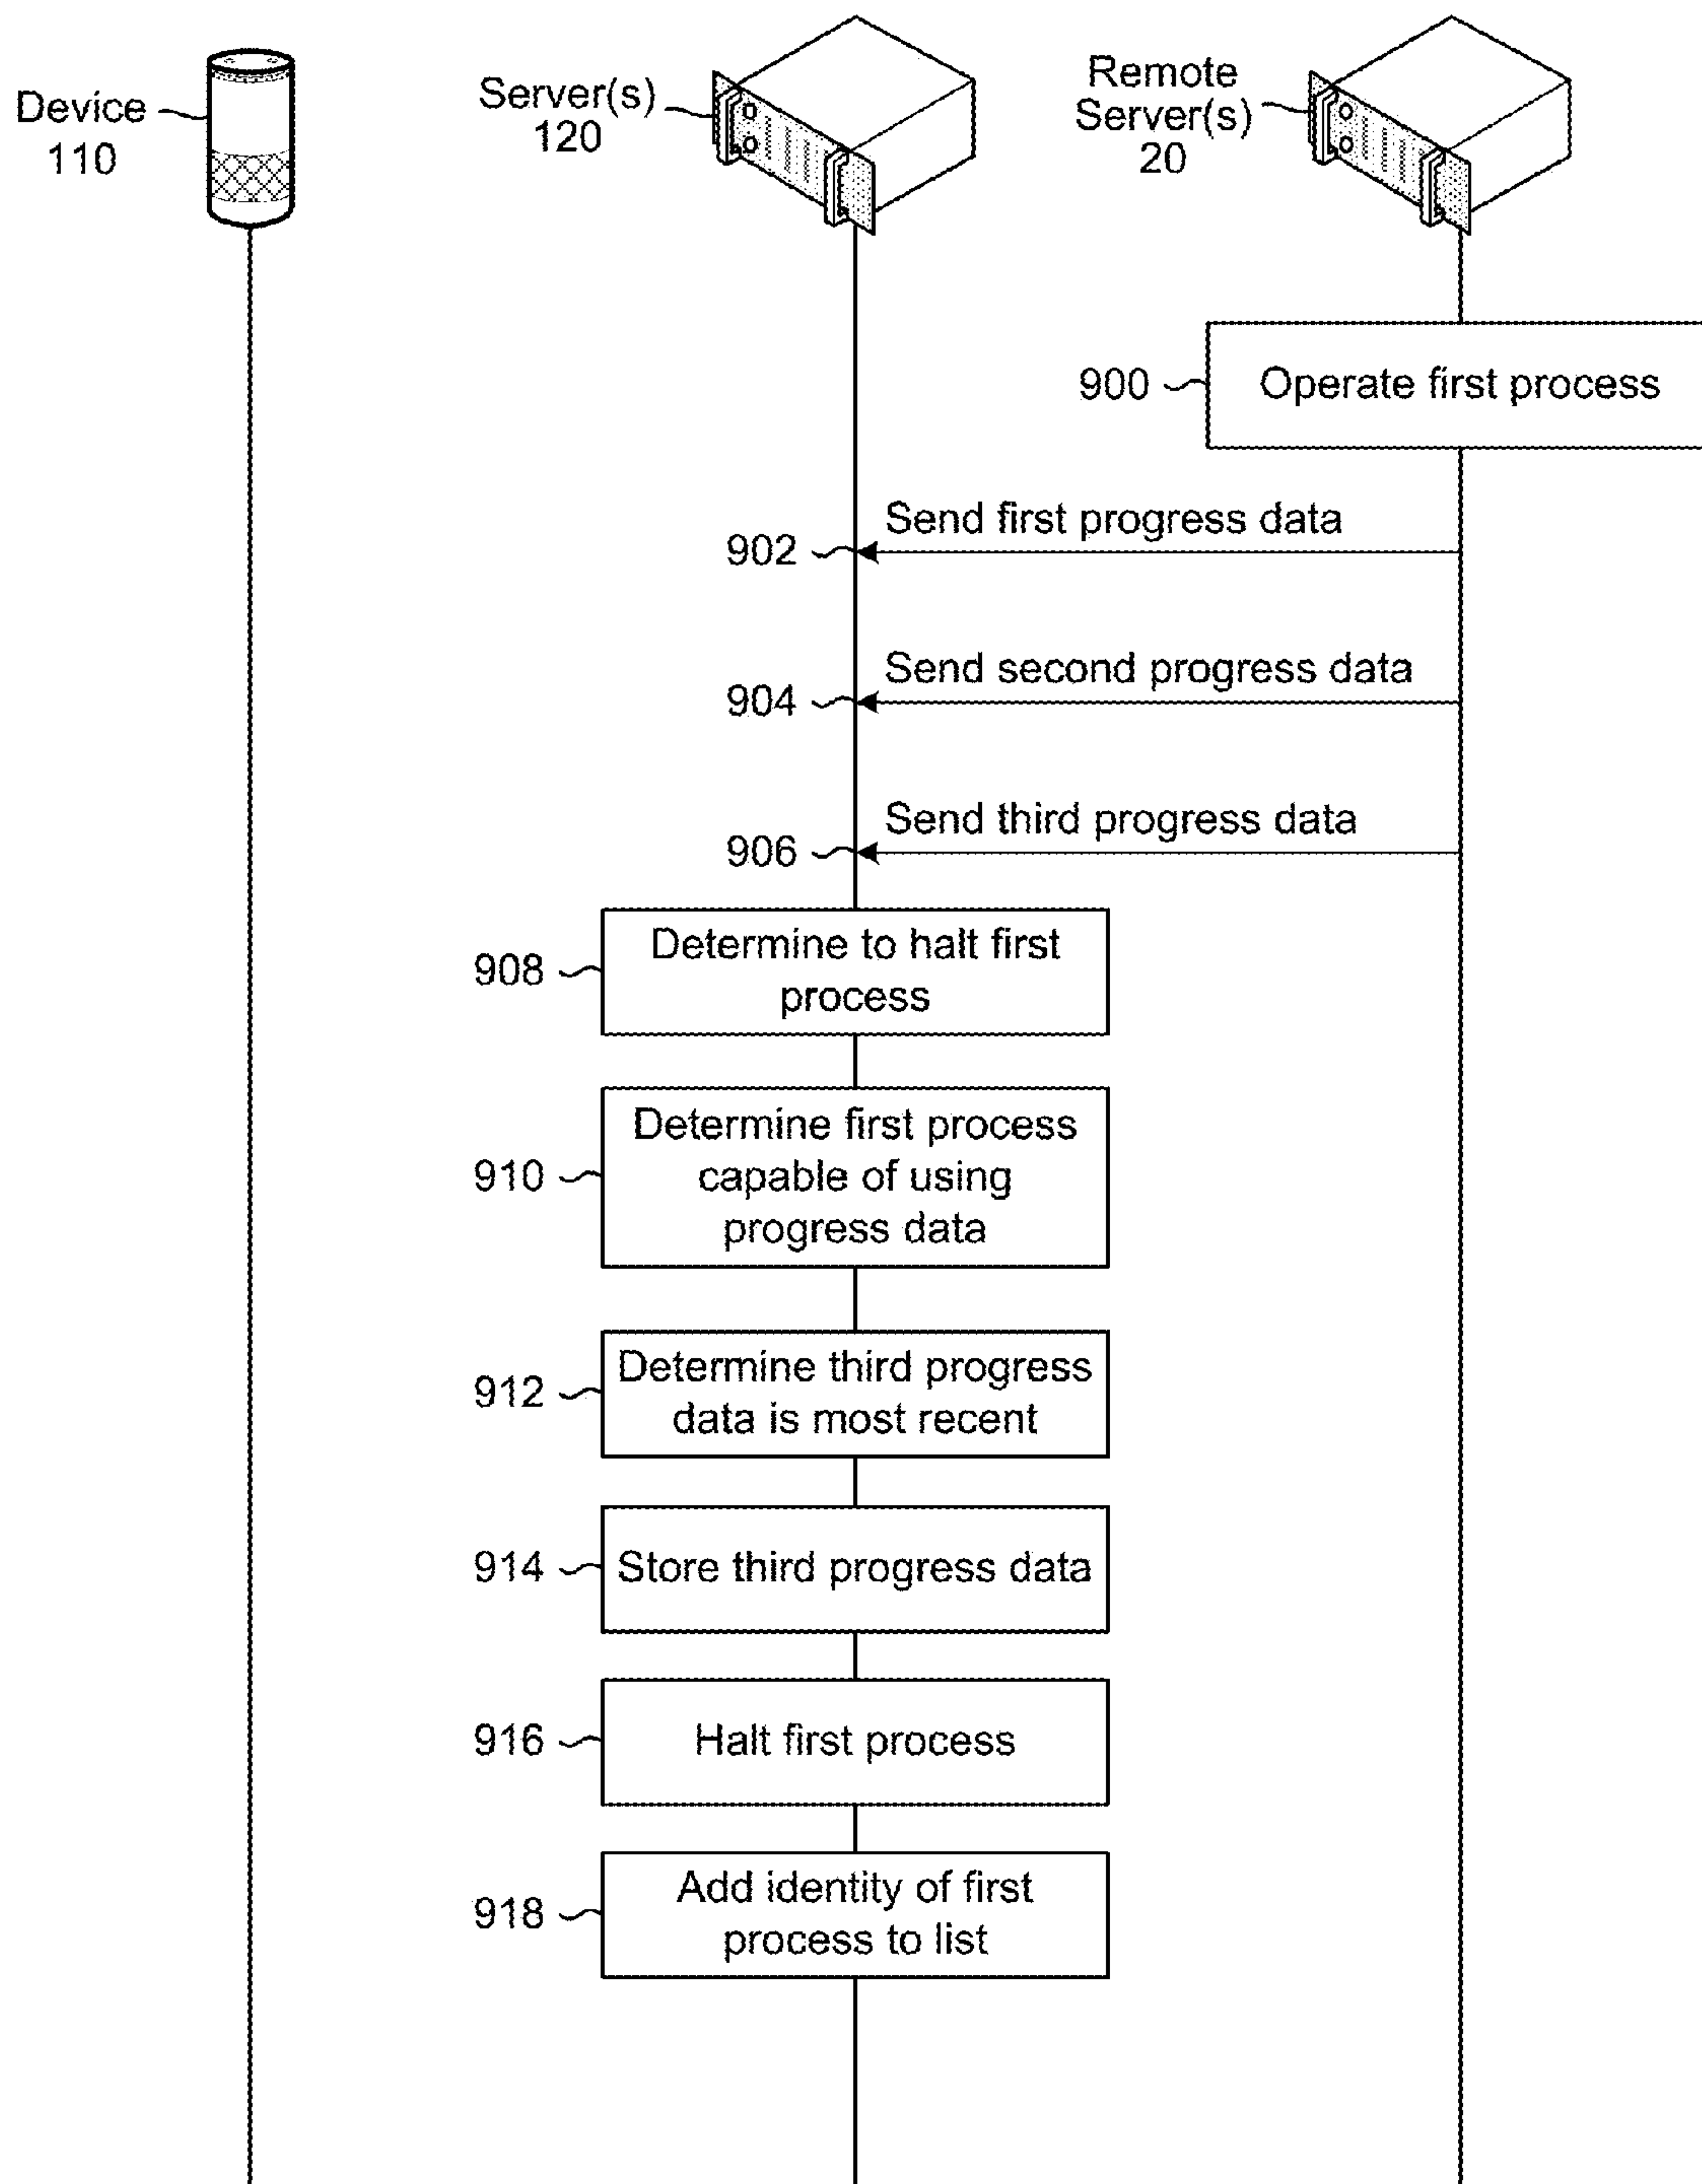 Device
110
Server(s)
120
Remote
Server(s)
20
900
Operate first process
Send first progress data
902
Send second progress data
904
Send third progress data
906
908
Determine to halt first
process
910
Determine first process
capable of using
progress data
912
Determine third progress
data is most recent
914
Store third progress data
916
Halt first process
918
Add identity of first
process to list